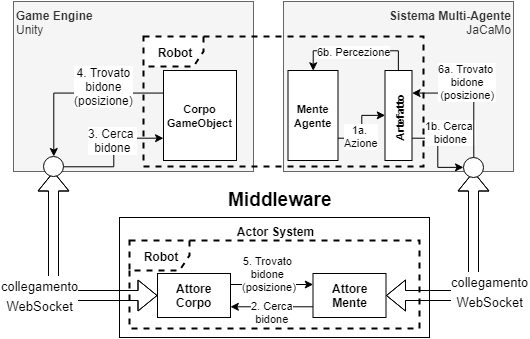 Game Engine
Unity
Sistema Multi-Agente
JaCaMo
Robot
4. Trovato
bidone
(posizione)
3. Cerca
bidone
Corpo
GameObject
6b. Percezione
Mente
Agente
1a.
Azione
Artefatto
6a. Trovato
bidone
(posizione)
1b. Cerca
bidone
Middleware
Actor System
Robot
Attore
Corpo
5. Trovato
bidone
(posizione)
2. Cerca
bidone
Attore
Mente
collegamento
WebSocket
collegamento
WebSocket